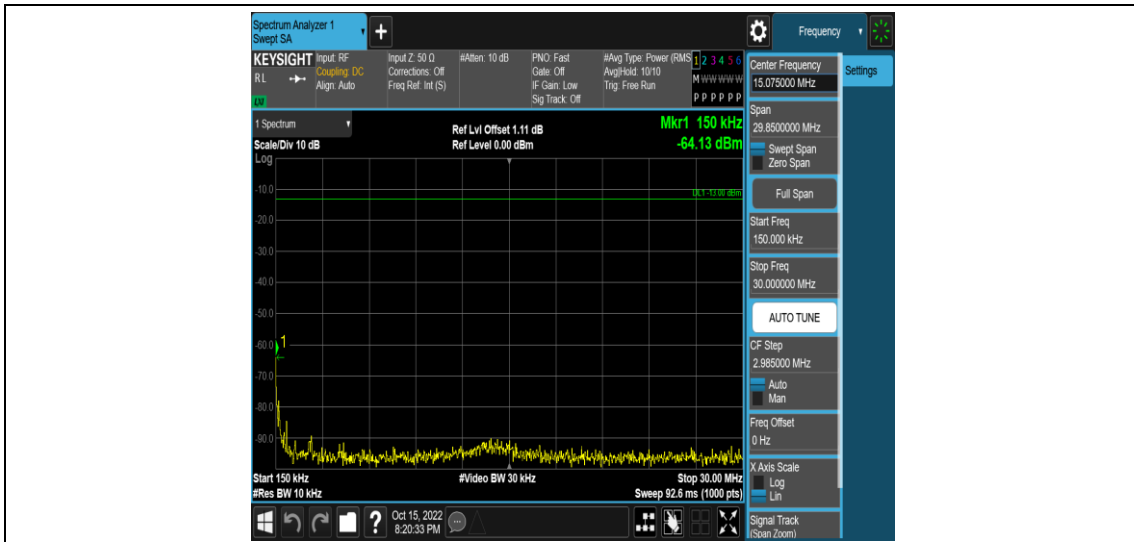 Spectrum Analyzer 1
Swept SA
+
Frequency
KEYSIGHT
RL
Input: RF
Coupling: DC
Align: Auto
Input Z: 50 Ω
Corrections: Off
Freq Ref: Int (S)
#Atten: 10 dB
PNO: Fast
Gate: Off
IF Gain: Low
Sig Track: Off
#Avg Type: Power (RMS
Avg|Hold: 10/10
Trig: Free Run
1 2 3 4 5 6
M W W W W W
P P P P P P
1 Spectrum
Scale/Div 10 dB
Log
Ref Lvl Offset 1.11 dB
Ref Level 0.00 dBm
Mkr1 150 kHz
-64.13 dBm
DL1 -13.00 dBm
-10.0
-20.0
-30.0
-40.0
-50.0
-60.0
1
-70.0
-80.0
-90.0
Start 150 kHz
#Res BW 10 kHz
#Video BW 30 kHz
Stop 30.00 MHz
Sweep 92.6 ms (1000 pts)
?
Oct 15, 2022
8:20:33 PM
Center Frequency
15.075000 MHz
Settings
Span
29.8500000 MHz
Swept Span
Zero Span
Full Span
Start Freq
150.000 kHz
Stop Freq
30.000000 MHz
AUTO TUNE
CF Step
2.985000 MHz
Auto
Man
Freq Offset
0 Hz
X Axis Scale
Log
Lin
Signal Track
(Span Zoom)